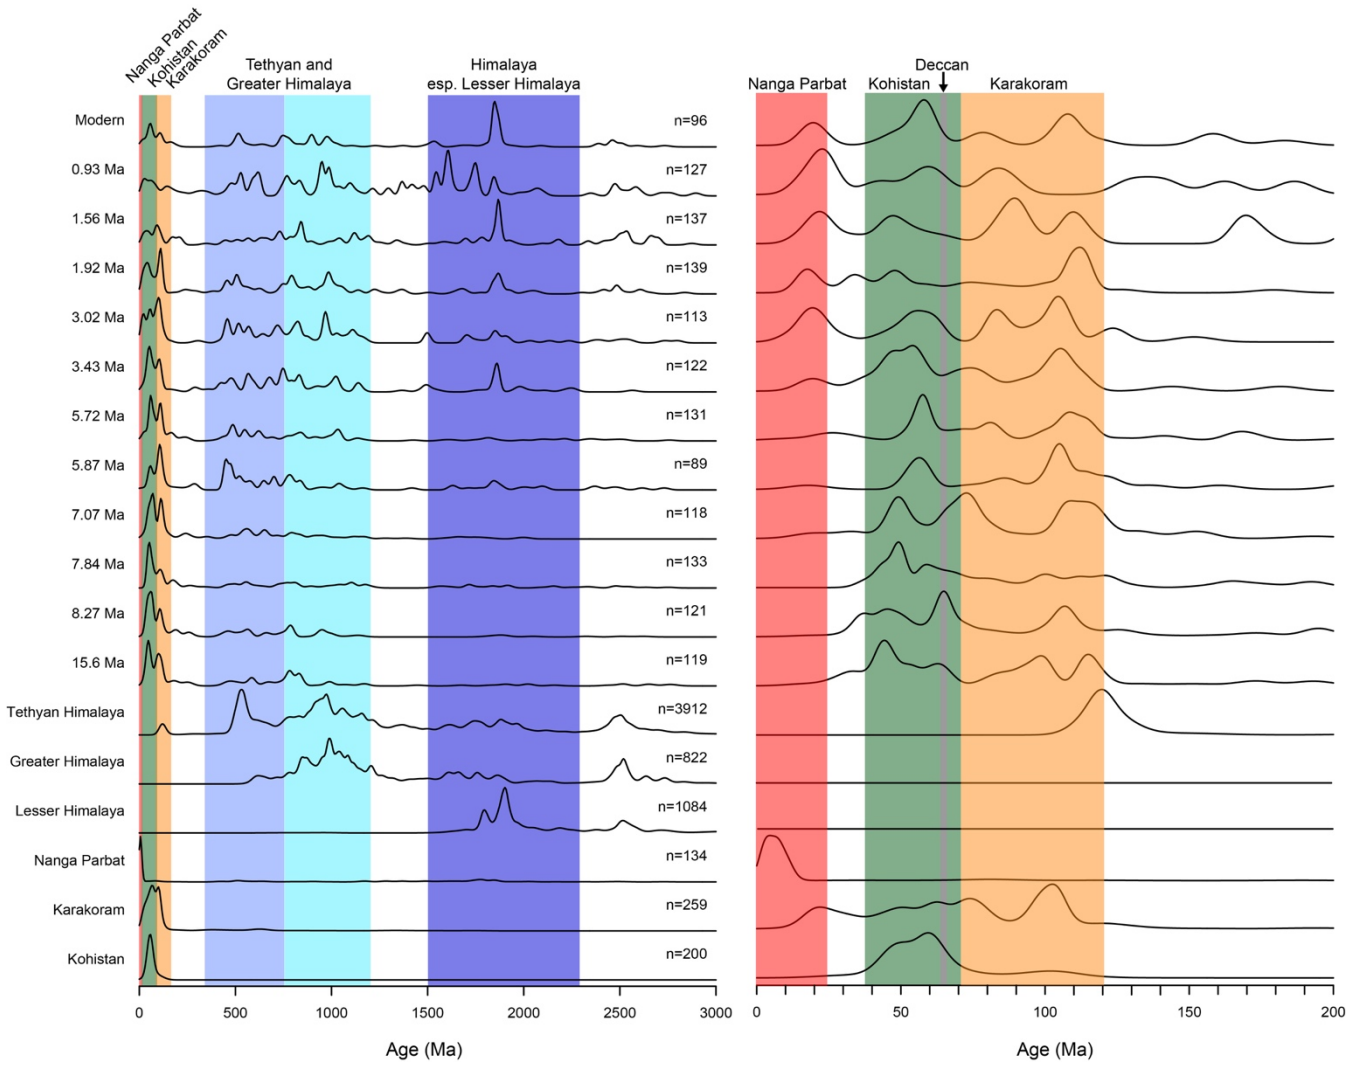 Nanga Parbat
Kohistan
Karakoram
Tethyan and
Greater Himalaya
Himalaya
esp. Lesser Himalaya
Deccan
Nanga Parbat
Kohistan
Karakoram
Modern
n=96
0.93 Ma
n=127
1.56 Ma
n=137
1.92 Ma
n=139
3.02 Ma
n=113
3.43 Ma
n=122
5.72 Ma
n=131
5.87 Ma
n=89
7.07 Ma
n=118
7.84 Ma
n=133
8.27 Ma
n=121
15.6 Ma
n=119
Tethyan Himalaya
n=3912
Greater Himalaya
n=822
Lesser Himalaya
n=1084
Nanga Parbat
n=134
Karakoram
n=259
Kohistan
n=200
0 500 1000 1500 2000 2500 3000
0 50 100 150 200
Age (Ma)
Age (Ma)